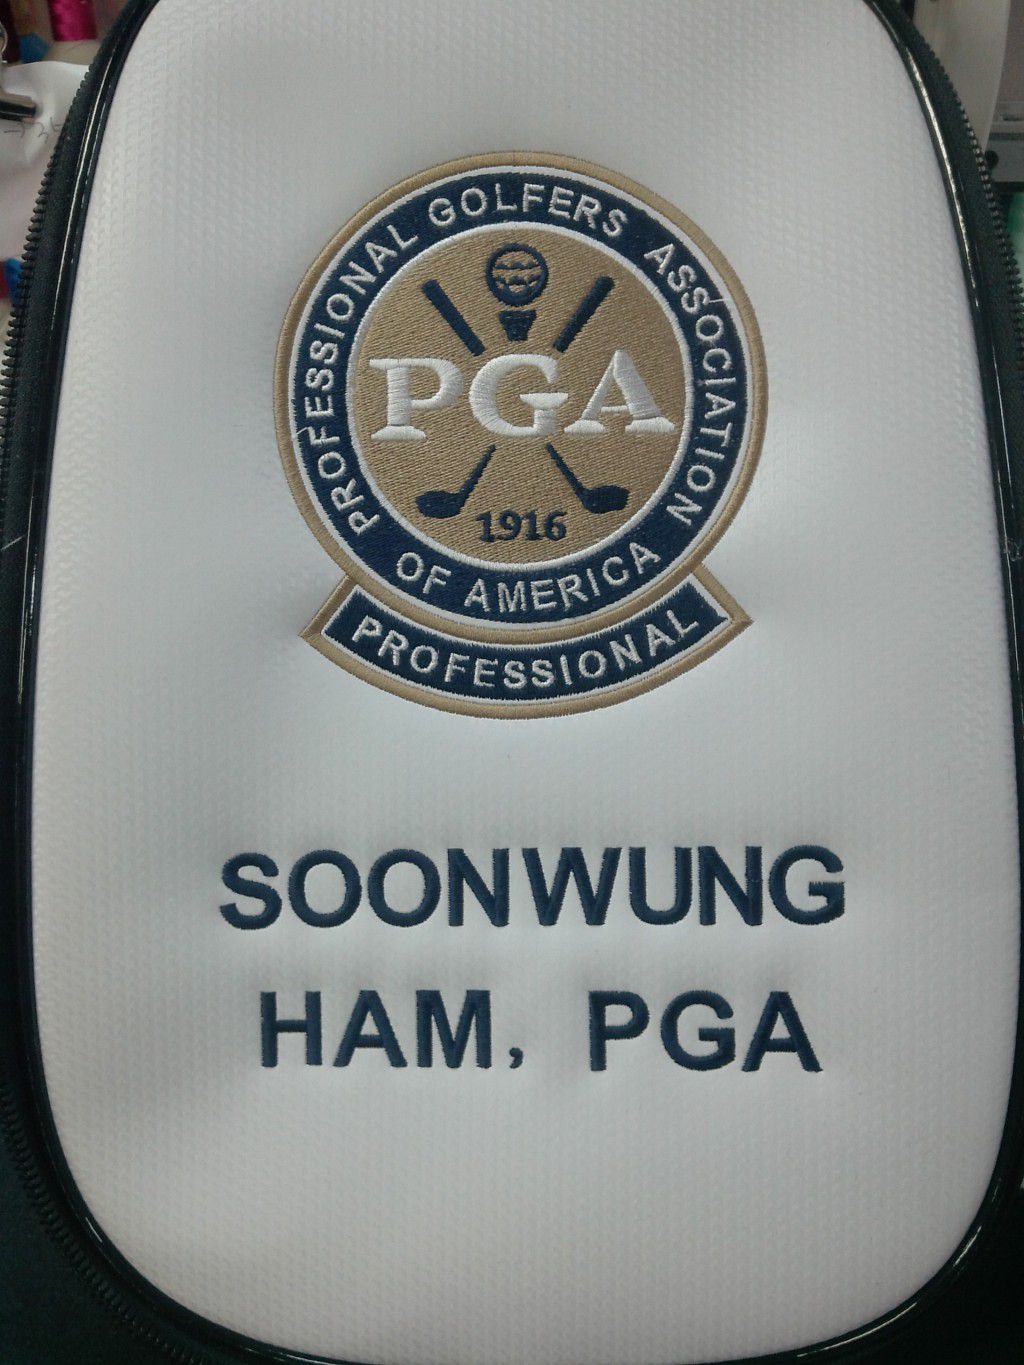 PROFESSIONAL GOLFERS ASSOCIATION
OF AMERICA
PGA
1916
PROFESSIONAL
SOONWUNG
HAM, PGA